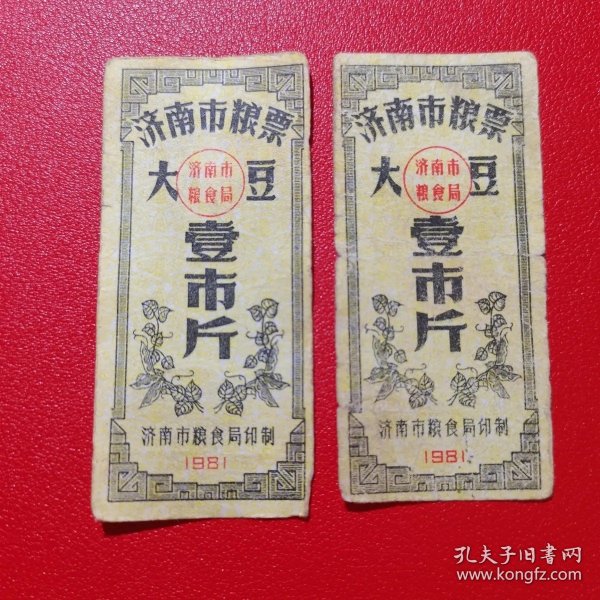 济南市粮票
大豆
济南市
粮食局
壹市斤
济南市粮食局印制
1981
济南市粮票
大豆
济南市
粮食局
壹市斤
济南市粮食局印制
1981
孔夫子旧书网
www.kongfz.com